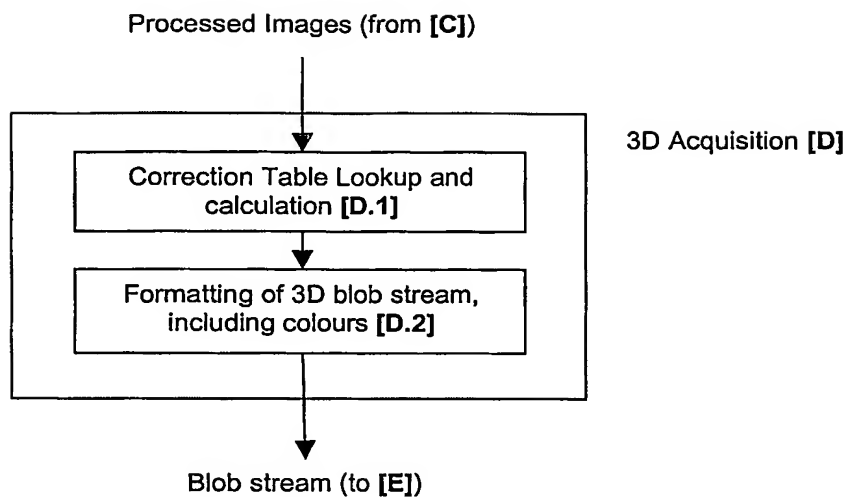 Processed Images (from [C])
3D Acquisition [D]
Correction Table Lookup and
calculation [D.1]
Formatting of 3D blob stream,
including colours [D.2]
Blob stream (to [E])